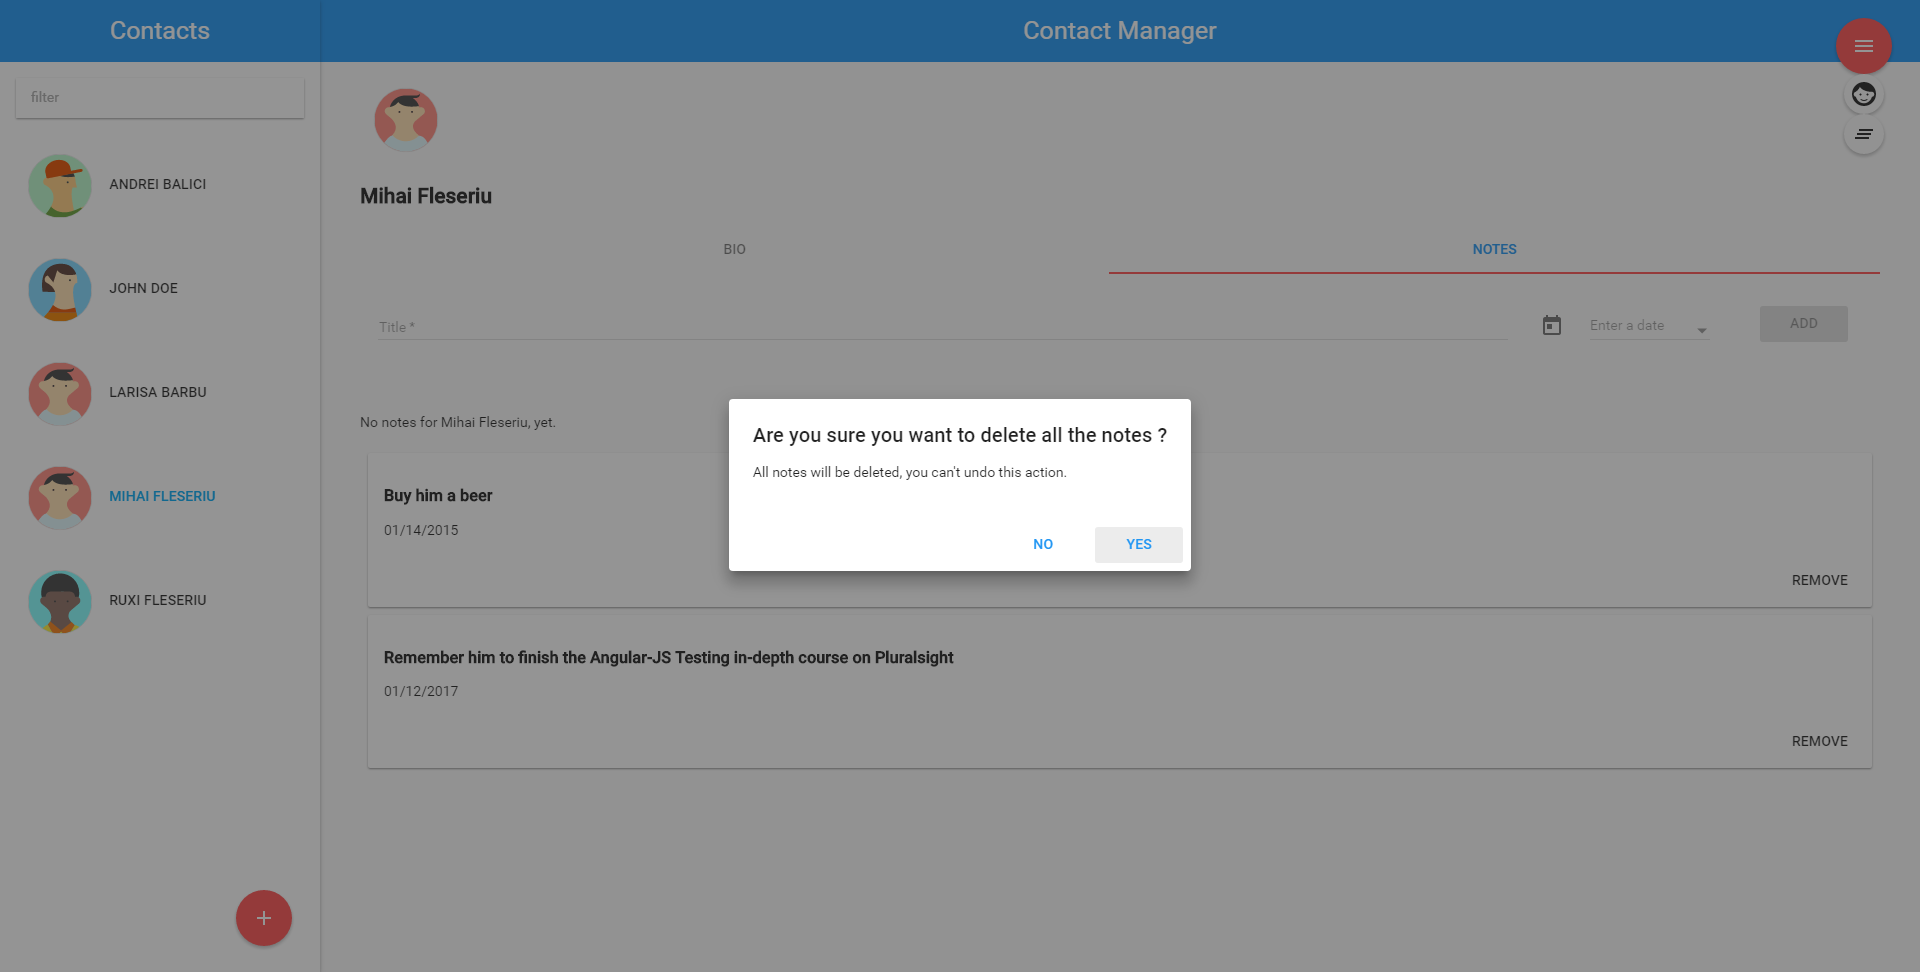 Contacts
Contact Manager
filter
ANDREI BALICI
JOHN DOE
LARISA BARBU
MIHAI FLESERIU
RUXI FLESERIU
Mihai Fleseriu
BIO
NOTES
Title *
Enter a date
ADD
No notes for Mihai Fleseriu, yet.
Buy him a beer
01/14/2015
REMOVE
Remember him to finish the Angular-JS Testing in-depth course on Pluralsight
01/12/2017
REMOVE
Are you sure you want to delete all the notes ?
All notes will be deleted, you can't undo this action.
NO
YES